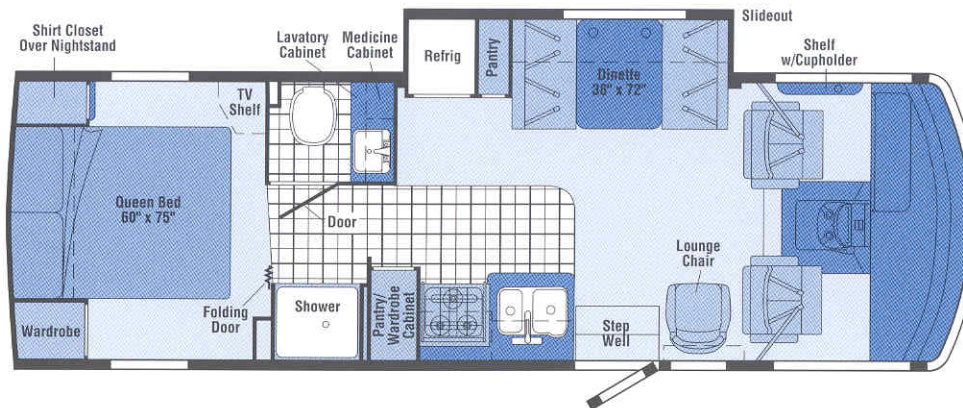 Shirt Closet
Over Nightstand
Lavatory
Cabinet
Medicine
Cabinet
Refrig
Pantry
Slideout
Dinette
38" x 72"
Shelf
w/Cupholder
TV
Shelf
Queen Bed
60" x 75"
Door
Lounge
Chair
Wardrobe
Folding
Door
Shower
Pantry/
Wardrobe
Cabinet
Step
Well